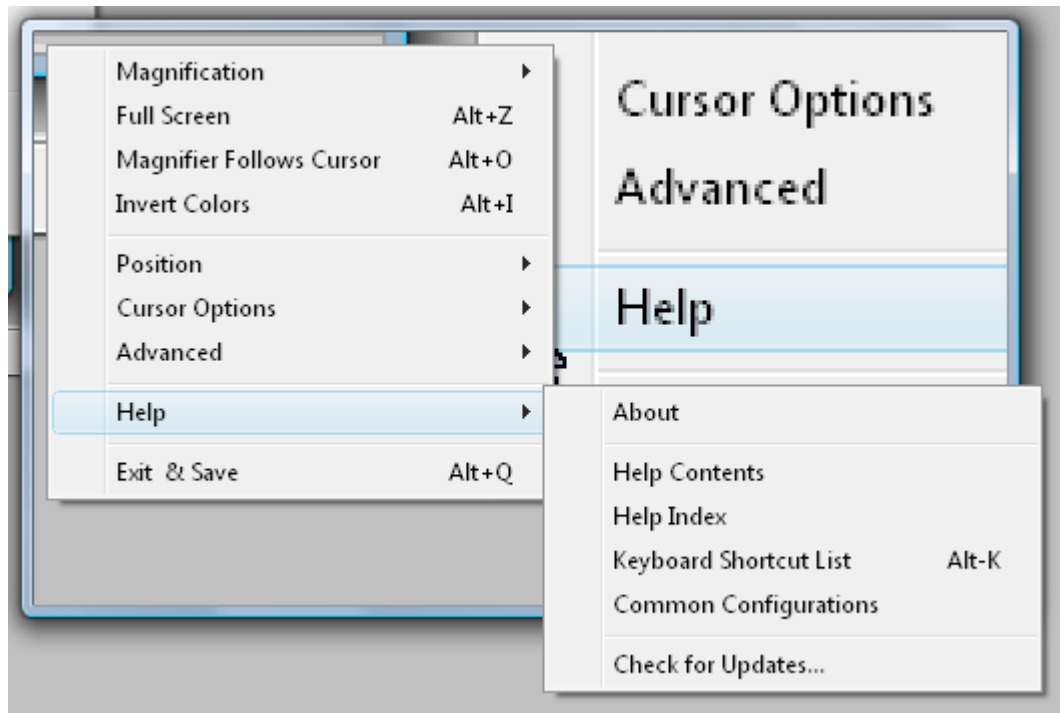 Magnification
Full Screen Alt+Z
Magnifier Follows Cursor Alt+O
Invert Colors Alt+I
Position
Cursor Options
Advanced
Help
Exit & Save Alt+Q
Cursor Options
Advanced
Help
About
Help Contents
Help Index
Keyboard Shortcut List Alt-K
Common Configurations
Check for Updates...